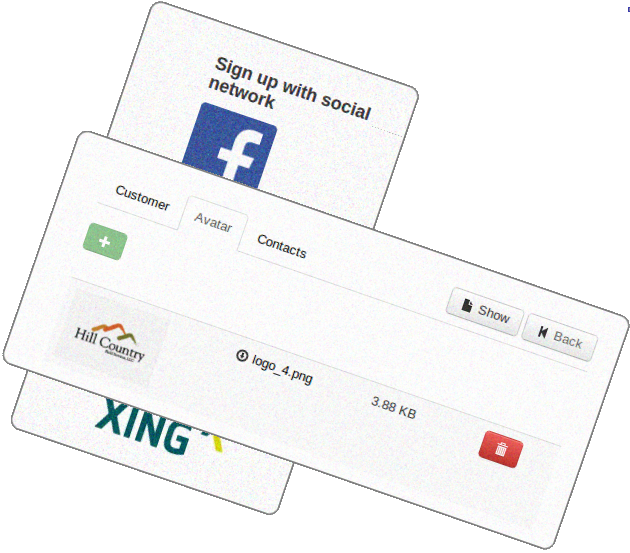 Sign up with social
network
Customer
Avatar
Contacts
Show
Back
Hill Country
logo_4.png
3.88 KB
XING